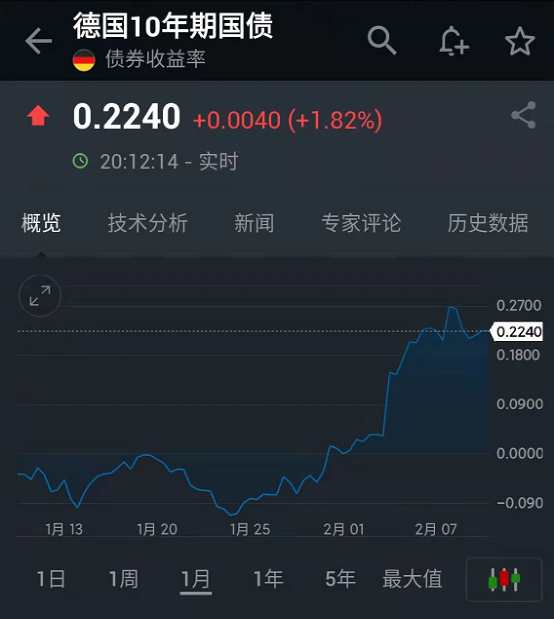 德国10年期国债
债券收益率
0.2240 +0.0040 (+1.82%)
20:12:14 - 实时
概览 技术分析 新闻 专家评论 历史数据
0.2700
0.2240
0.1800
0.0900
0.0000
-0.090
1月 13 1月 20 1月 25 2月 01 2月 07
1日 1周 1月 1年 5年 最大值